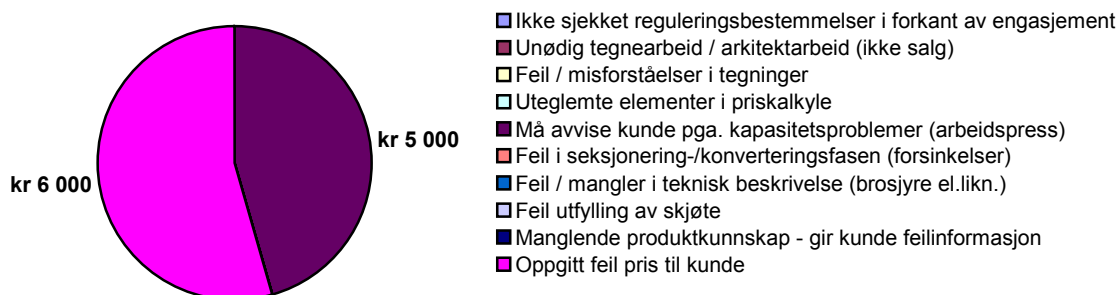 Ikke sjekket reguleringsbestemmelser i forkant av engasjement
Unødig tegnearbeid / arkitektarbeid (ikke salg)
Feil / misforståelser i tegninger
Uteglemte elementer i priskalkyle
Må avvise kunde pga. kapasitetsproblemer (arbeidspress)
Feil i seksjonering-/konverteringsfasen (forsinkelser)
Feil / mangler i teknisk beskrivelse (brosjyre el.likn.)
Feil utfylling av skjøte
Manglende produktkunnskap - gir kunde feilinformasjon
Oppgitt feil pris til kunde
kr 5 000
kr 6 000